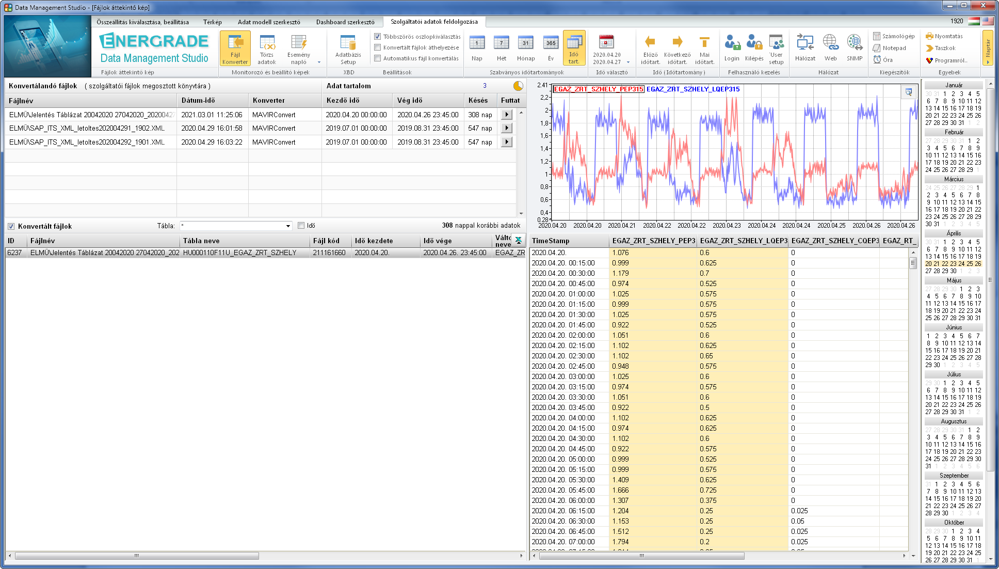 Data Management Studio - [Fájlok áttekintő kép]
Összeállítás kiválasztása, beállítása Térkép Adat modell szerkesztő Dashboard szerkesztő Szolgáltatói adatok feldolgozása 1920
ENERGRADE
Data Management Studio
Fájl Konverter
Törzs adatok
Esemény napló
Adatbázis Setup
Többszörös oszlopkiválasztás
Konvertált fájlok áthelyezése
Automatikus fájl konvertálás
1 7 31 365
Nap Hét Hónap Év Idő tart.
2020.04.20
2020.04.27
Előző időtart.
Következő időtart.
Mai időtart.
Login Kilépés User setup
Hálózat Web SNMP
Számológép
Notepad
Óra
Nyomtatás
Taszkok
Programról..
Naptár
Fájlok áttekintő kép Monitorozó és beállító képek XBD Beállítások Szabványos időtartományok Idő választó Idő ( Időtartomány ) Felhasználó kezelés Hálózat Kiegészítők Egyebek
Konvertálandó fájlok ( szolgáltatói fájlok megosztott könyvtára ) Adat tartalom 3
Fájlnév Dátum-idő Konverter Kezdő idő Vég idő Késés Futtat
ELMÜ\Jelentés Táblázat 20042020 27042020_20200427 2021.03.01 11:25:06 MAVIRConvert 2020.04.20 00:00:00 2020.04.26 23:45:00 308 nap
ELMÜ\SAP_ITS_XML_letoltes202004291_1902.XML 2020.04.29 16:01:58 MAVIRConvert 2019.07.01 00:00:00 2019.08.31 23:45:00 547 nap
ELMÜ\SAP_ITS_XML_letoltes202004292_1901.XML 2020.04.29 16:03:22 MAVIRConvert 2019.07.01 00:00:00 2019.08.31 23:45:00 547 nap
Konvertált fájlok Tábla: * Idő 308 nappal korábbi adatok
ID Fájlnév Tábla neve Fájl kód Idő kezdete Idő vége Válto neve
6237 ELMÜ\Jelentés Táblázat 20042020 27042020_202 HU000110F11U_EGAZ_ZRT_SZHELY 211161660 2020.04.20. 2020.04.26. 23:45:00 EGAZ_ZR
EGAZ_ZRT_SZHELY_PEP315 EGAZ_ZRT_SZHELY_LQEP315
2.41
2,2
2
1,8
1,6
1,4
1,2
1
0,8
0,6
0,4
0.28
2020.04.20 2020.04.20 2020.04.21 2020.04.22 2020.04.22 2020.04.23 2020.04.24 2020.04.24 2020.04.25 2020.04.26 2020.04.26
TimeStamp EGAZ_ZRT_SZHELY_PEP3 EGAZ_ZRT_SZHELY_LQEP3 EGAZ_ZRT_SZHELY_CQEP3 EGAZ_RT_
2020.04.20. 1.076 0.6 0
2020.04.20. 00:15:00 0.999 0.625 0
2020.04.20. 00:30:00 1.179 0.7 0
2020.04.20. 00:45:00 0.974 0.525 0
2020.04.20. 01:00:00 1.025 0.575 0
2020.04.20. 01:15:00 0.999 0.575 0
2020.04.20. 01:30:00 1.025 0.575 0
2020.04.20. 01:45:00 0.922 0.525 0
2020.04.20. 02:00:00 1.051 0.6 0
2020.04.20. 02:15:00 1.102 0.625 0
2020.04.20. 02:30:00 1.102 0.65 0
2020.04.20. 02:45:00 0.948 0.575 0
2020.04.20. 03:00:00 1.025 0.6 0
2020.04.20. 03:15:00 0.974 0.575 0
2020.04.20. 03:30:00 1.051 0.6 0
2020.04.20. 03:45:00 0.922 0.5 0
2020.04.20. 04:00:00 1.102 0.625 0
2020.04.20. 04:15:00 0.974 0.625 0
2020.04.20. 04:30:00 1.102 0.6 0
2020.04.20. 04:45:00 0.922 0.575 0
2020.04.20. 05:00:00 0.999 0.525 0
2020.04.20. 05:15:00 0.999 0.575 0
2020.04.20. 05:30:00 1.409 0.625 0
2020.04.20. 05:45:00 1.666 0.725 0
2020.04.20. 06:00:00 1.307 0.375 0
2020.04.20. 06:15:00 1.204 0.25 0.025
2020.04.20. 06:30:00 1.153 0.25 0.05
2020.04.20. 06:45:00 1.512 0.25 0.025
2020.04.20. 07:00:00 1.794 0.2 0.025
Január
30 31 1 2 3 4 5
6 7 8 9 10 11 12
13 14 15 16 17 18 19
20 21 22 23 24 25 26
27 28 29 30 31 1 2
Február
27 28 29 30 31 1 2
3 4 5 6 7 8 9
10 11 12 13 14 15 16
17 18 19 20 21 22 23
24 25 26 27 28 29 1
Március
24 25 26 27 28 29 1
2 3 4 5 6 7 8
9 10 11 12 13 14 15
16 17 18 19 20 21 22
23 24 25 26 27 28 29
30 31 1 2 3 4 5
Április
30 31 1 2 3 4 5
6 7 8 9 10 11 12
13 14 15 16 17 18 19
20 21 22 23 24 25 26
27 28 29 30 1 2 3
Május
27 28 29 30 1 2 3
4 5 6 7 8 9 10
11 12 13 14 15 16 17
18 19 20 21 22 23 24
25 26 27 28 29 30 31
Június
1 2 3 4 5 6 7
8 9 10 11 12 13 14
15 16 17 18 19 20 21
22 23 24 25 26 27 28
29 30 1 2 3 4 5
Július
29 30 1 2 3 4 5
6 7 8 9 10 11 12
13 14 15 16 17 18 19
20 21 22 23 24 25 26
27 28 29 30 31 1 2
Augusztus
27 28 29 30 31 1 2
3 4 5 6 7 8 9
10 11 12 13 14 15 16
17 18 19 20 21 22 23
24 25 26 27 28 29 30
31 1 2 3 4 5 6
Szeptember
31 1 2 3 4 5 6
7 8 9 10 11 12 13
14 15 16 17 18 19 20
21 22 23 24 25 26 27
28 29 30 1 2 3 4
Október
28 29 30 1 2 3 4
5 6 7 8 9 10 11
12 13 14 15 16 17 18
19 20 21 22 23 24 25
26 27 28 29 30 31 1